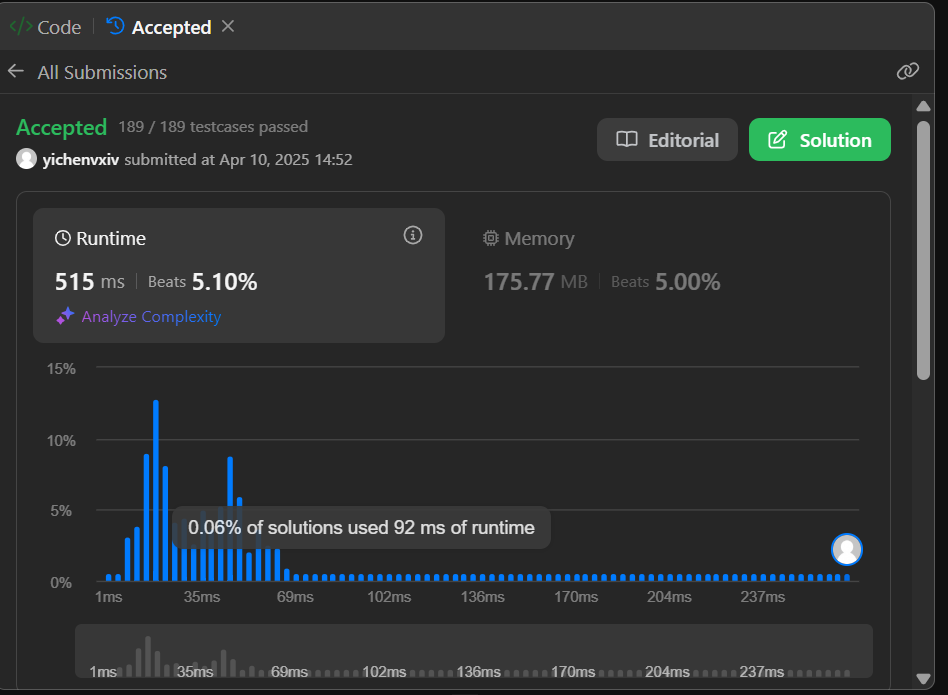 </> Code | Accepted ×
← All Submissions
Accepted 189 / 189 testcases passed
Editorial
Solution
yichenvxiv submitted at Apr 10, 2025 14:52
Runtime
Memory
515 ms | Beats 5.10%
175.77 MB | Beats 5.00%
Analyze Complexity
15%
10%
5%
0.06% of solutions used 92 ms of runtime
0%
1ms 35ms 69ms 102ms 136ms 170ms 204ms 237ms
1ms 35ms 69ms 102ms 136ms 170ms 204ms 237ms